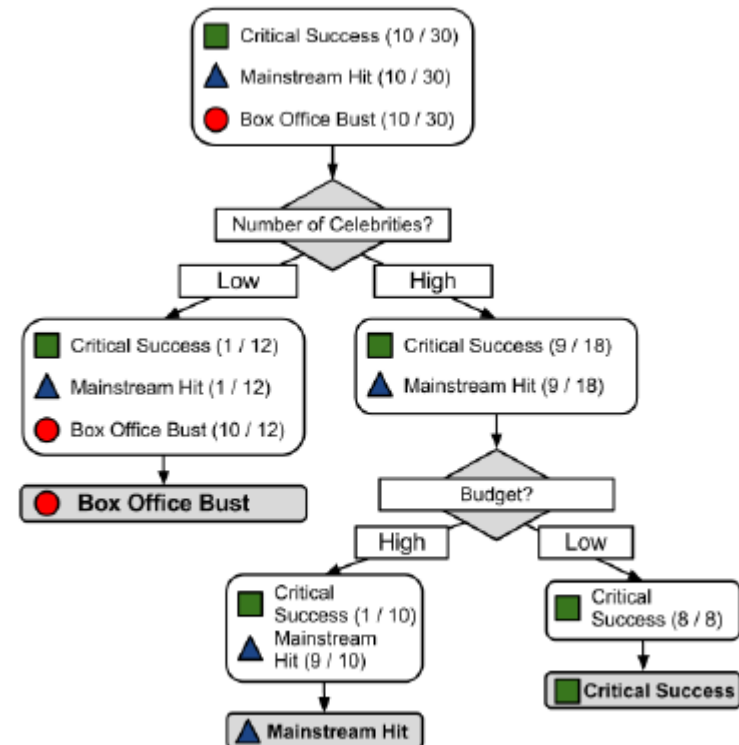 Critical Success (10 / 30)
Mainstream Hit (10 / 30)
Box Office Bust (10 / 30)
Number of Celebrities?
Low
High
Critical Success (1 / 12)
Mainstream Hit (1 / 12)
Box Office Bust (10 / 12)
Critical Success (9 / 18)
Mainstream Hit (9 / 18)
Box Office Bust
Budget?
High
Low
Critical
Success (1 / 10)
Mainstream
Hit (9 / 10)
Critical
Success (8 / 8)
Mainstream Hit
Critical Success